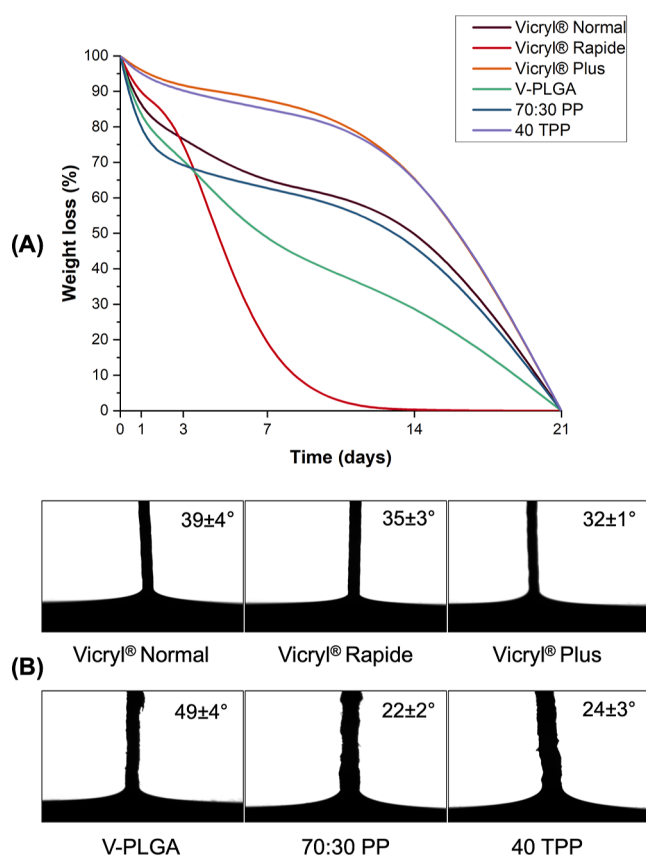 Vicryl® Normal
Vicryl® Rapide
Vicryl® Plus
V-PLGA
70:30 PP
40 TPP
(A)
Weight loss (%)
100
90
80
70
60
50
40
30
20
10
0
0 1 3 7 14 21
Time (days)
(B)
39±4° 35±3° 32±1°
Vicryl® Normal Vicryl® Rapide Vicryl® Plus
49±4° 22±2° 24±3°
V-PLGA 70:30 PP 40 TPP